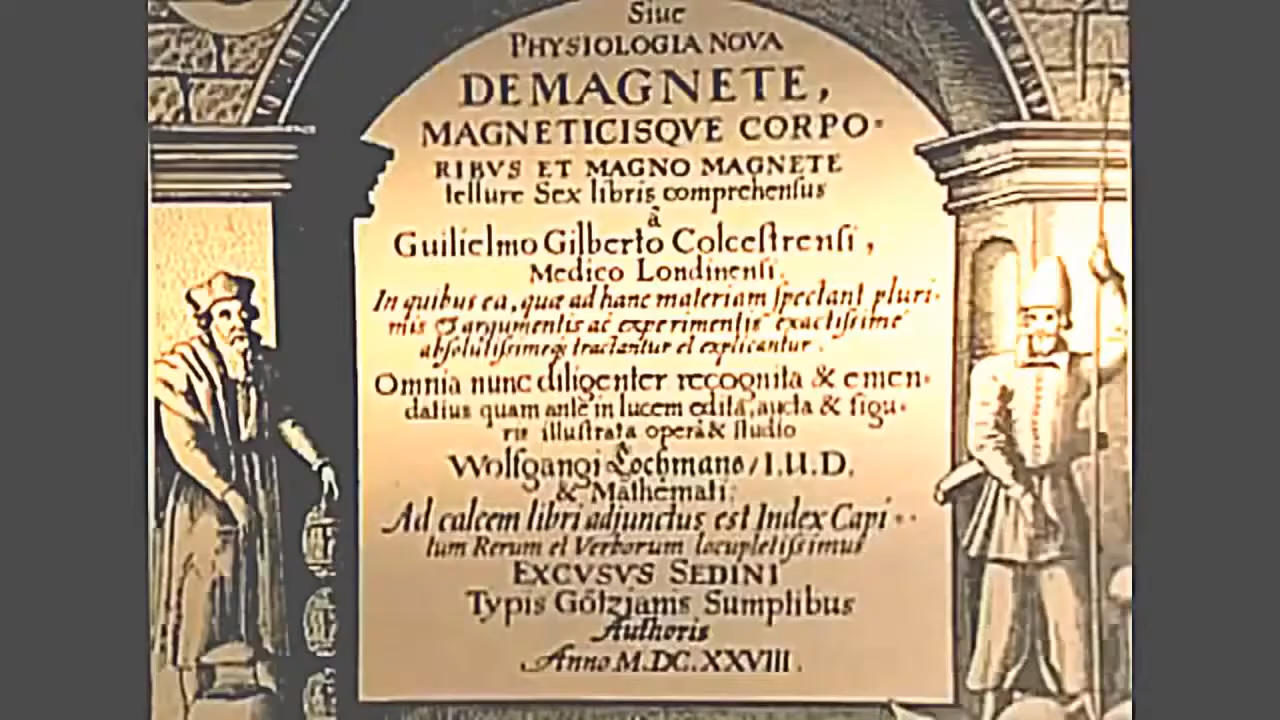 Siue
PHYSIOLOGIA NOVA
DE MAGNETE,
MAGNETICISQVE CORPO-
RIBVS ET MAGNO MAGNETE
tellure Sex libris comprehensus
à
Guilielmo Gilberto Colcestrensi,
Medico Londinensi.
In quibus ea, quæ ad hanc materiam spectant pluri-
mis & argumentis ac experimentis exactissime
absolutissimeq; tractantur et explicantur.
Omnia nunc diligenter recognita & emen-
datius quam ante in lucem edita, aucta & figu-
ris illustrata operâ & studio
Wolfgangi Lochmans / I.U.D.
& Mathemati:
Ad calcem libri adjunctus est Index Capi-
tum Rerum et Verborum locupletissimus
EXCVSVS SEDINI
Typis Götzianis Sumptibus
Authoris
Anno M.DC.XXVIII.